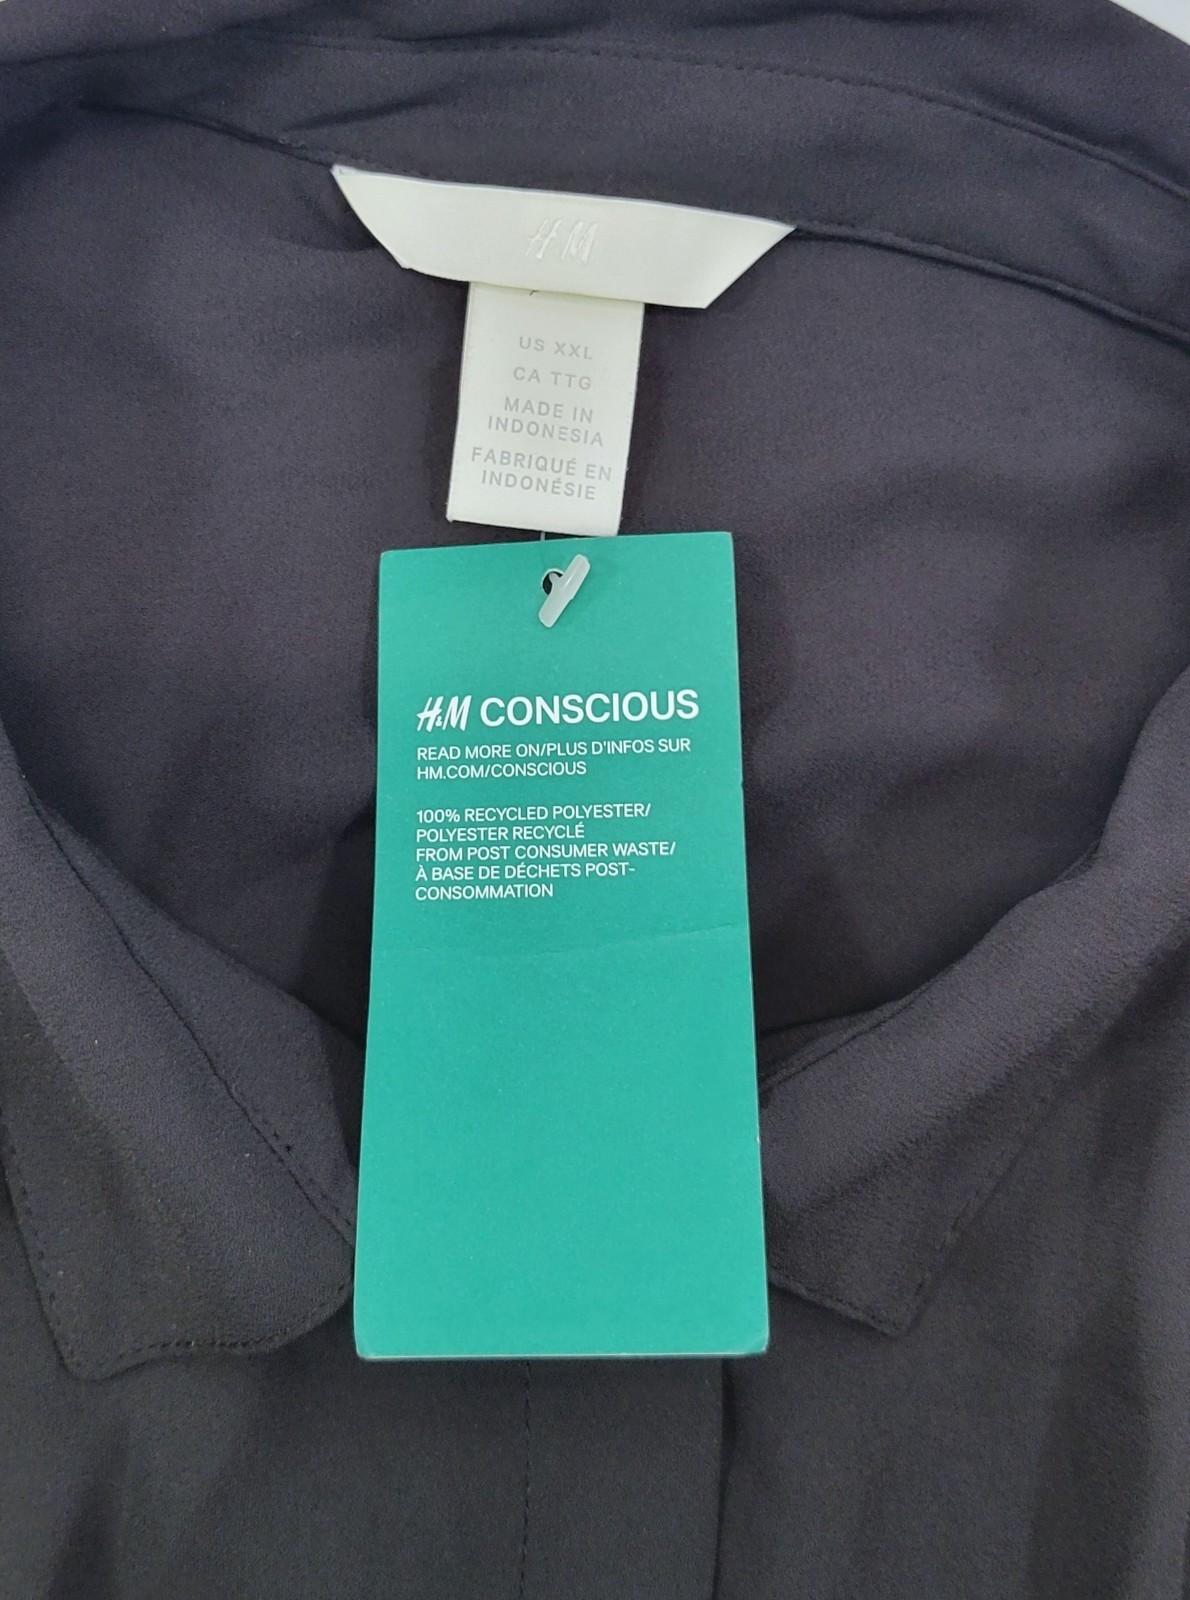 H&M
US XXL
CA TTG
MADE IN
INDONESIA
FABRIQUÉ EN
INDONÉSIE
H&M CONSCIOUS
READ MORE ON/PLUS D'INFOS SUR
HM.COM/CONSCIOUS
100% RECYCLED POLYESTER/
POLYESTER RECYCLÉ
FROM POST CONSUMER WASTE/
À BASE DE DÉCHETS POST-
CONSOMMATION